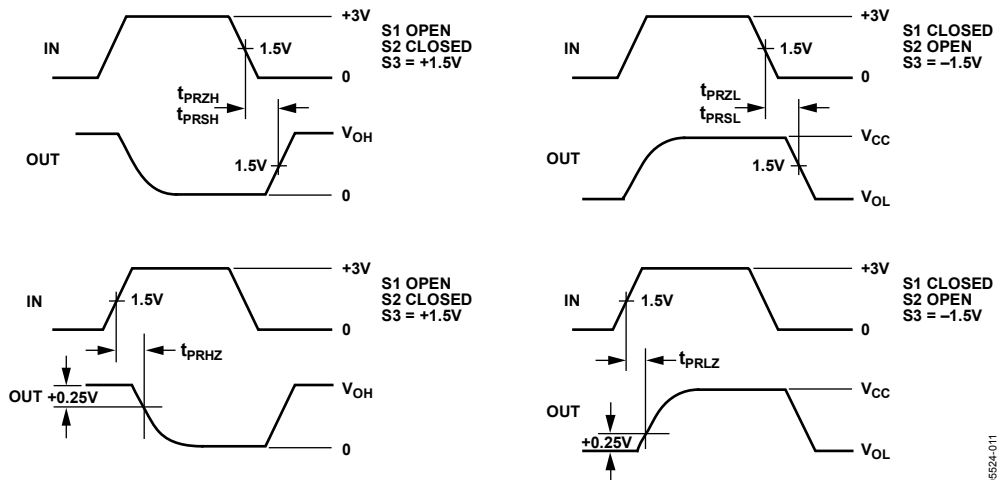 +3V
S1 OPEN
S2 CLOSED
S3 = +1.5V
IN
1.5V
0
tPRZH
tPRSH
VOH
OUT
1.5V
0
+3V
S1 CLOSED
S2 OPEN
S3 = –1.5V
IN
1.5V
0
tPRZL
tPRSL
VCC
OUT
1.5V
VOL
+3V
S1 OPEN
S2 CLOSED
S3 = +1.5V
IN
1.5V
0
tPRHZ
VOH
OUT +0.25V
0
+3V
S1 CLOSED
S2 OPEN
S3 = –1.5V
IN
1.5V
0
tPRLZ
VCC
OUT
+0.25V
VOL
05524-011